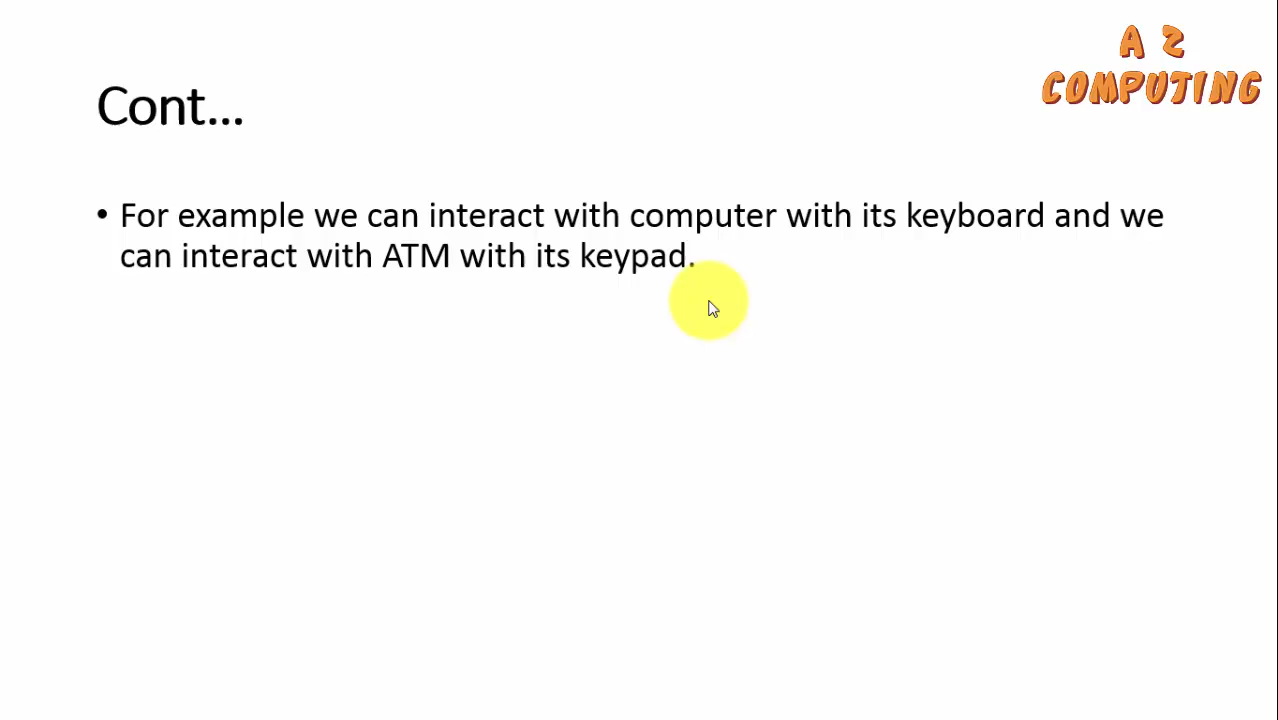 A Z
COMPUTING
Cont...
• For example we can interact with computer with its keyboard and we
can interact with ATM with its keypad.